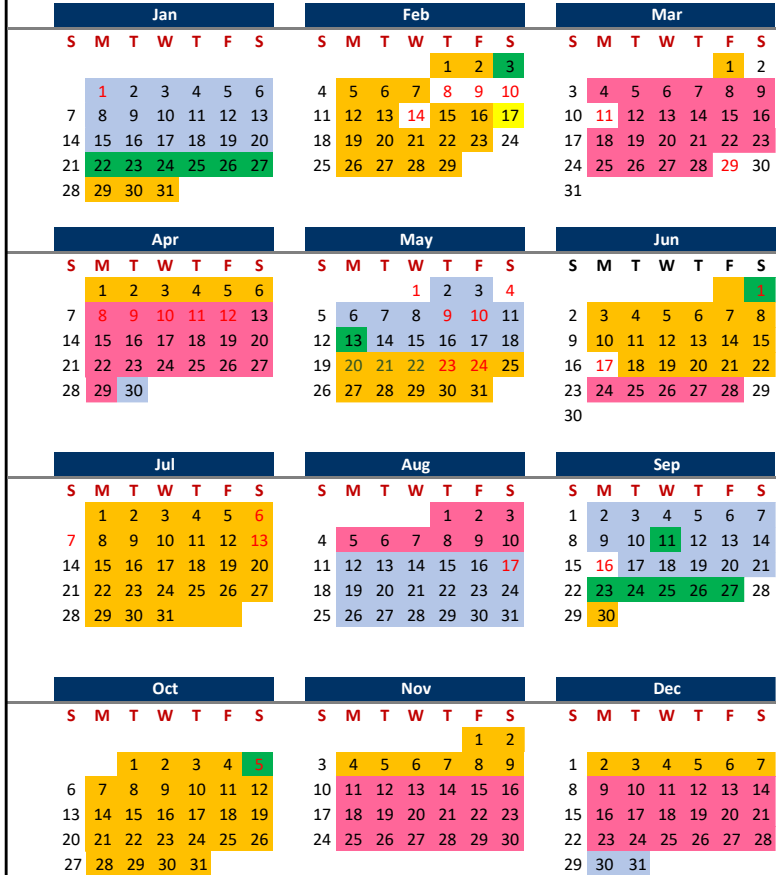 Jan Feb Mar
S M T W T F S S M T W T F S S M T W T F S
1 2 3 1 2
1 2 3 4 5 6 4 5 6 7 8 9 10 3 4 5 6 7 8 9
7 8 9 10 11 12 13 11 12 13 14 15 16 17 10 11 12 13 14 15 16
14 15 16 17 18 19 20 18 19 20 21 22 23 24 17 18 19 20 21 22 23
21 22 23 24 25 26 27 25 26 27 28 29 24 25 26 27 28 29 30
28 29 30 31 31
Apr May Jun
S M T W T F S S M T W T F S S M T W T F S
1 2 3 4 5 6 1 2 3 4 1
7 8 9 10 11 12 13 5 6 7 8 9 10 11 2 3 4 5 6 7 8
14 15 16 17 18 19 20 12 13 14 15 16 17 18 9 10 11 12 13 14 15
21 22 23 24 25 26 27 19 20 21 22 23 24 25 16 17 18 19 20 21 22
28 29 30 26 27 28 29 30 31 23 24 25 26 27 28 29
30
Jul Aug Sep
S M T W T F S S M T W T F S S M T W T F S
1 2 3 4 5 6 1 2 3 1 2 3 4 5 6 7
7 8 9 10 11 12 13 4 5 6 7 8 9 10 8 9 10 11 12 13 14
14 15 16 17 18 19 20 11 12 13 14 15 16 17 15 16 17 18 19 20 21
21 22 23 24 25 26 27 18 19 20 21 22 23 24 22 23 24 25 26 27 28
28 29 30 31 25 26 27 28 29 30 31 29 30
Oct Nov Dec
S M T W T F S S M T W T F S S M T W T F S
1 2
1 2 3 4 5 3 4 5 6 7 8 9 1 2 3 4 5 6 7
6 7 8 9 10 11 12 10 11 12 13 14 15 16 8 9 10 11 12 13 14
13 14 15 16 17 18 19 17 18 19 20 21 22 23 15 16 17 18 19 20 21
20 21 22 23 24 25 26 24 25 26 27 28 29 30 22 23 24 25 26 27 28
27 28 29 30 31 29 30 31